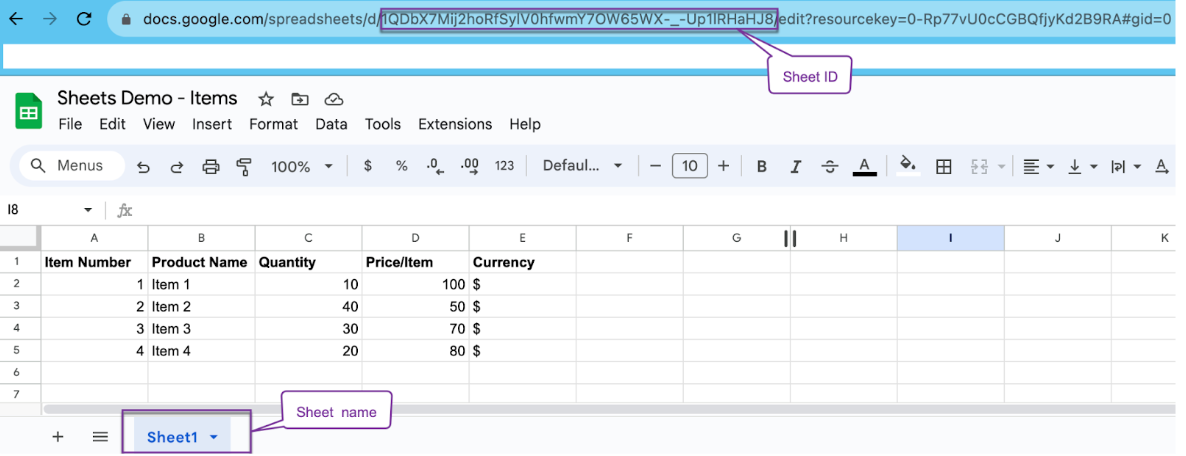 docs.google.com/spreadsheets/d/1QDbX7Mij2hoRfSylV0hfwmY7OW65WX-_-Up1lRHaHJ8/edit?resourcekey=0-Rp77vU0cCGBQfjyKd2B9RA#gid=0
Sheet ID
Sheets Demo - Items
File Edit View Insert Format Data Tools Extensions Help
Menus 100% $ % .0 .00 123 Defaul... − 10 + B I A A
I8 fx
A B C D E F G H I J K
1 Item Number Product Name Quantity Price/Item Currency
2 1 Item 1 10 100 $
3 2 Item 2 40 50 $
4 3 Item 3 30 70 $
5 4 Item 4 20 80 $
6
7
Sheet name
+ Sheet1